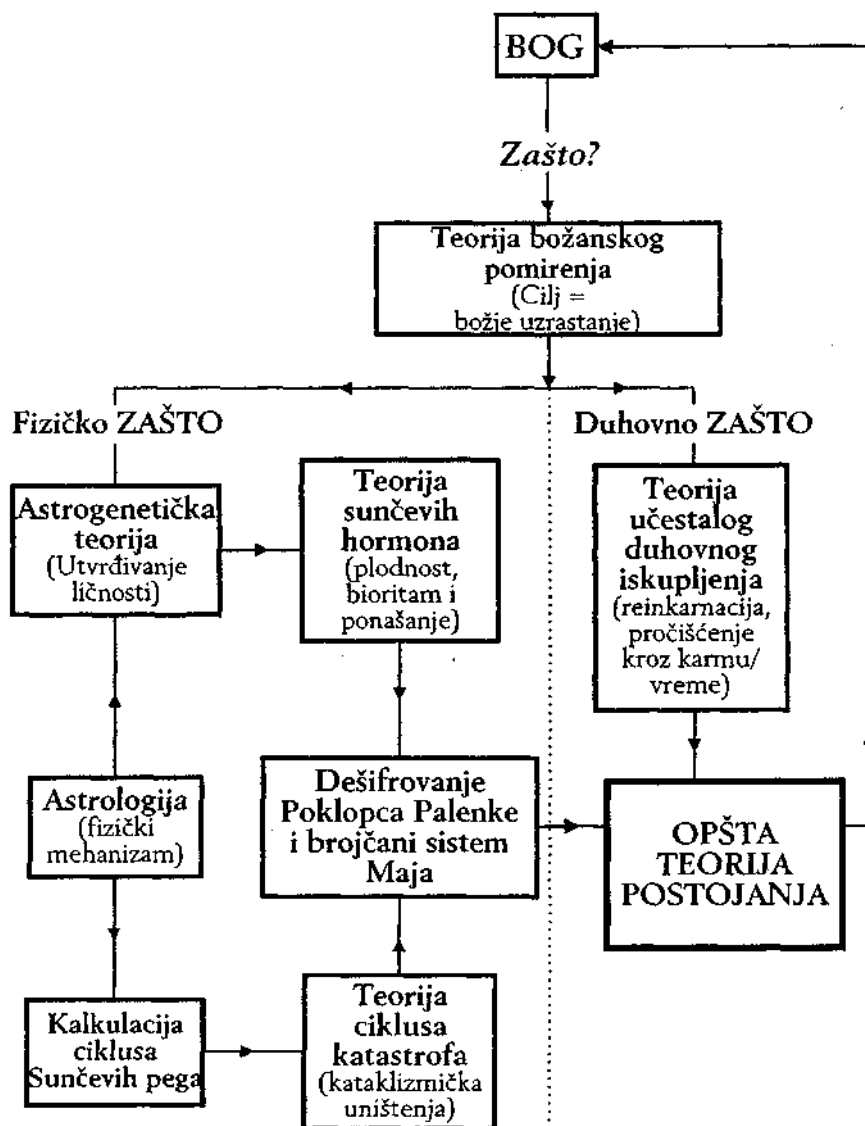 BOG
Zašto?
Teorija božanskog
pomirenja
(Cilj =
božje uzrastanje)
Fizičko ZAŠTO
Duhovno ZAŠTO
Astrogenetička
teorija
(Utvrđivanje
ličnosti)
Teorija
sunčevih
hormona
(plodnost,
bioritam i
ponašanje)
Teorija
učestalog
duhovnog
iskupljenja
(reinkarnacija,
pročišćenje
kroz karmu/
vreme)
Astrologija
(fizički
mehanizam)
Dešifrovanje
Poklopca Palenke
i brojčani sistem
Maja
OPŠTA
TEORIJA
POSTOJANJA
Kalkulacija
ciklusa
Sunčevih pega
Teorija
ciklusa
katastrofa
(kataklizmička
uništenja)